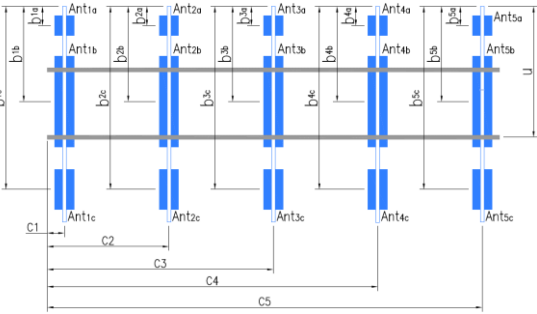 b1a Ant1a b2a Ant2a b3a Ant3a b4a Ant4a b5a Ant5a
b1b Ant1b b2b Ant2b b3b Ant3b b4b Ant4b b5b Ant5b u
b2c b3c b4c b5c
Ant1c Ant2c Ant3c Ant4c Ant5c
C1
C2
C3
C4
C5